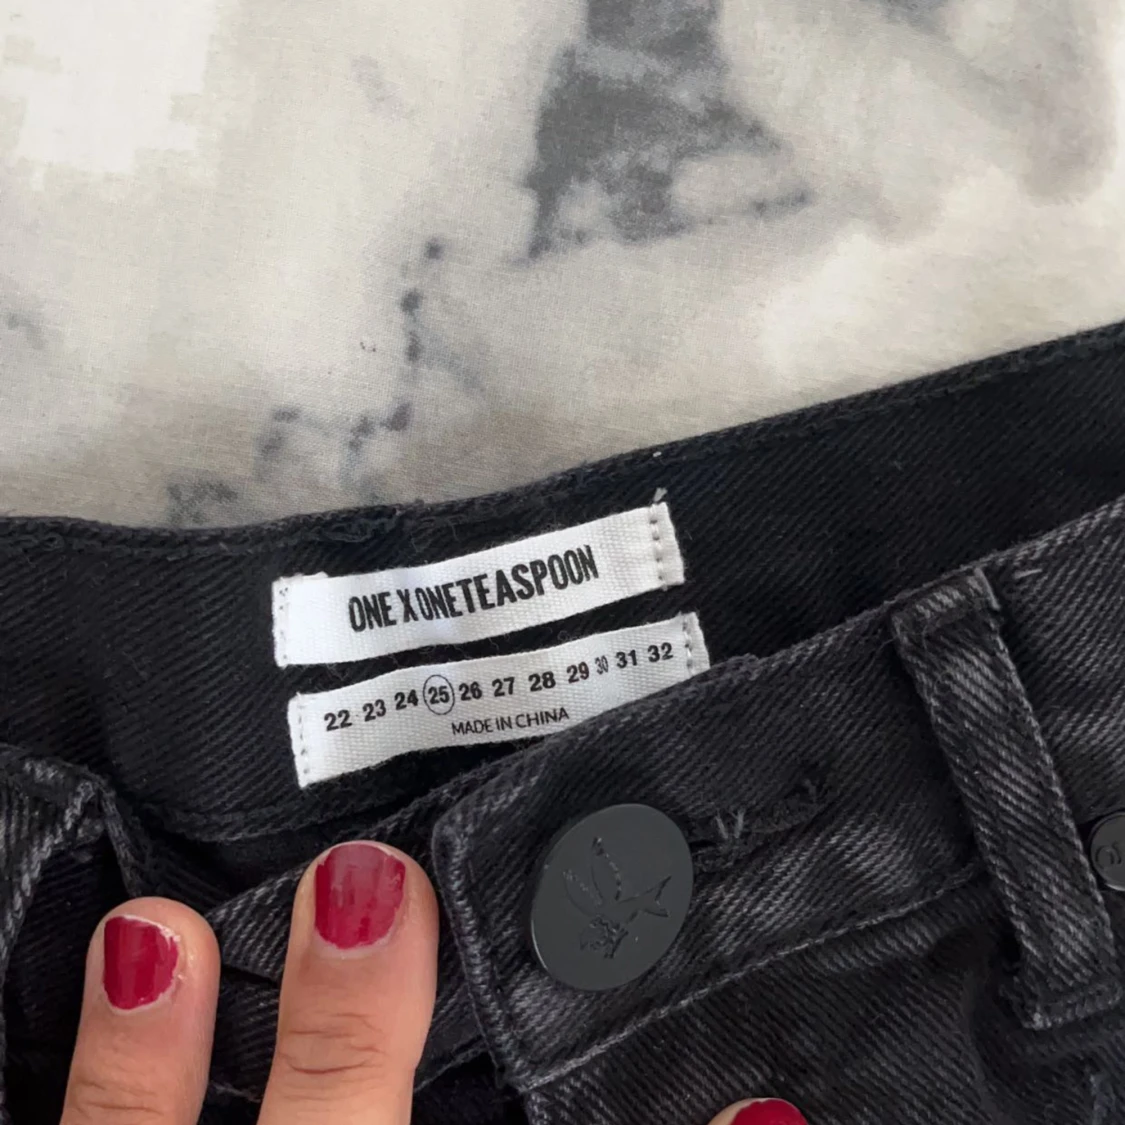 ONE X ONETEASPOON
22 23 24 25 26 27 28 29 30 31 32
MADE IN CHINA